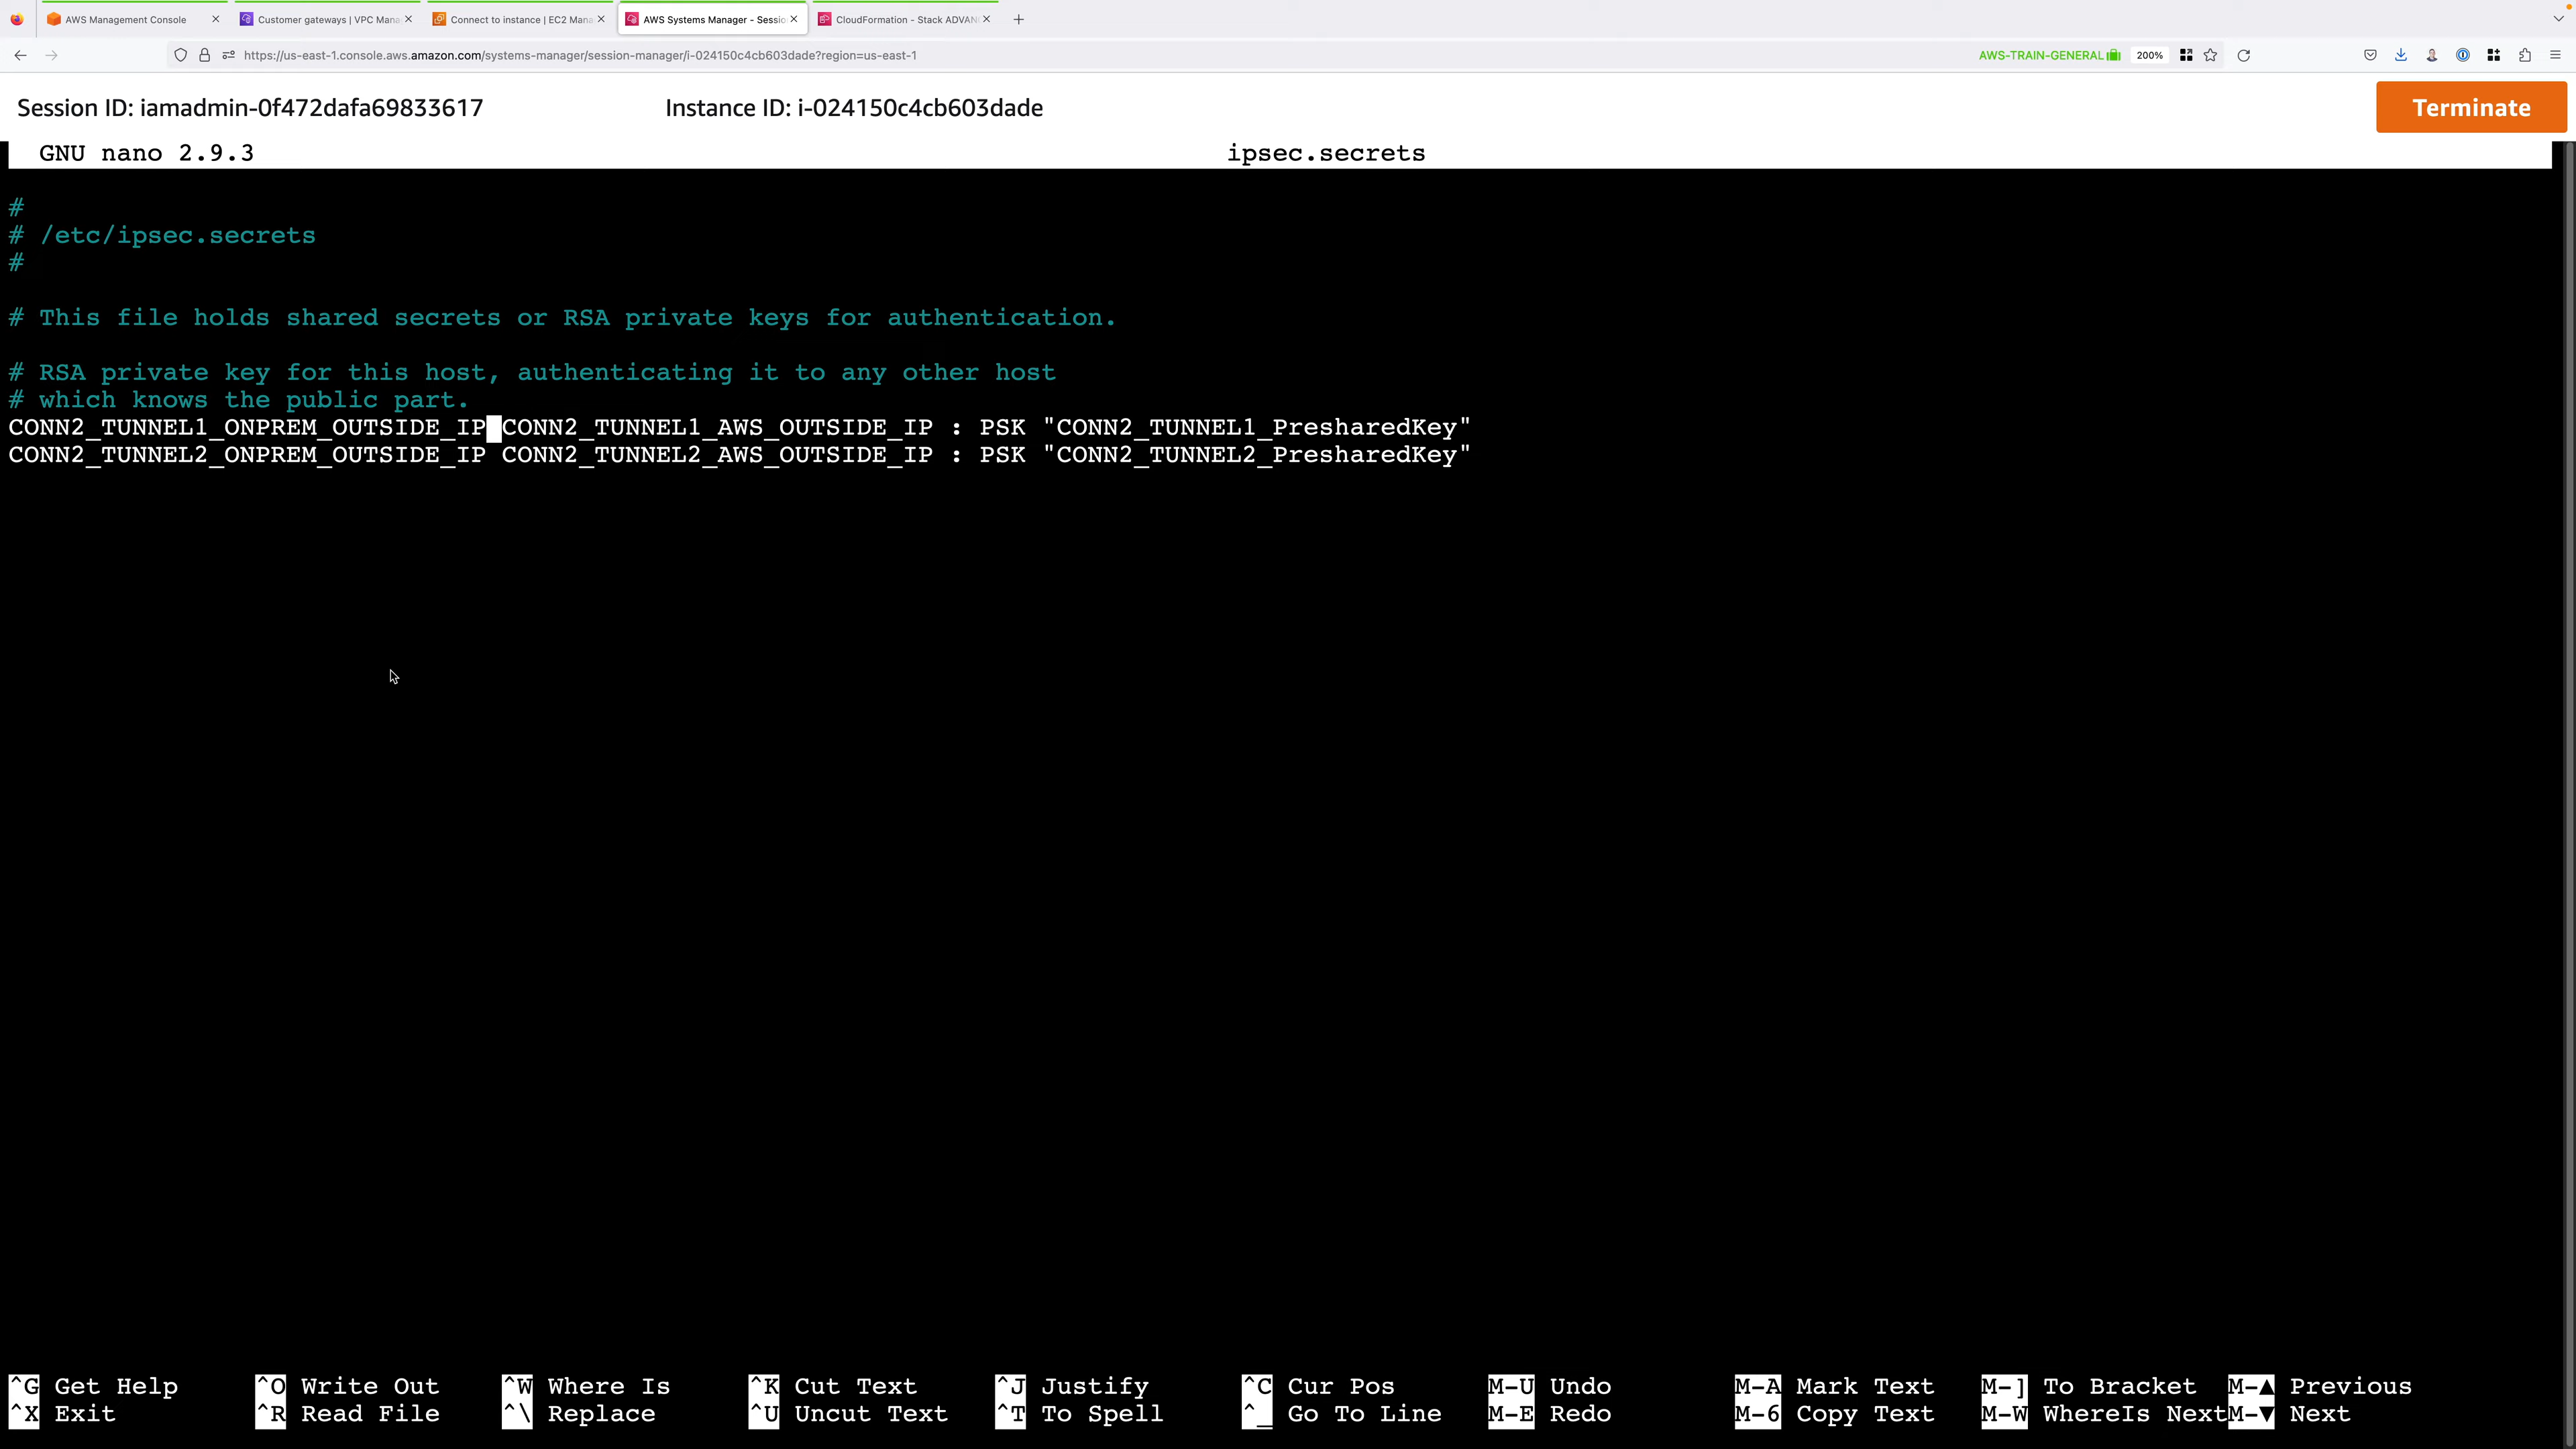 AWS Management Console
Customer gateways | VPC Mana
Connect to instance | EC2 Mana
AWS Systems Manager - Sessio
CloudFormation - Stack ADVAN
https://us-east-1.console.aws.amazon.com/systems-manager/session-manager/i-024150c4cb603dade?region=us-east-1
AWS-TRAIN-GENERAL
200%
Session ID: iamadmin-0f472dafa69833617
Instance ID: i-024150c4cb603dade
Terminate
GNU nano 2.9.3 ipsec.secrets
#
# /etc/ipsec.secrets
#
# This file holds shared secrets or RSA private keys for authentication.
# RSA private key for this host, authenticating it to any other host
# which knows the public part.
CONN2_TUNNEL1_ONPREM_OUTSIDE_IP CONN2_TUNNEL1_AWS_OUTSIDE_IP : PSK "CONN2_TUNNEL1_PresharedKey"
CONN2_TUNNEL2_ONPREM_OUTSIDE_IP CONN2_TUNNEL2_AWS_OUTSIDE_IP : PSK "CONN2_TUNNEL2_PresharedKey"
^G Get Help ^O Write Out ^W Where Is ^K Cut Text ^J Justify ^C Cur Pos M-U Undo M-A Mark Text M-] To Bracket M-▲ Previous
^X Exit ^R Read File ^\ Replace ^U Uncut Text ^T To Spell ^_ Go To Line M-E Redo M-6 Copy Text M-W WhereIs Next M-▼ Next